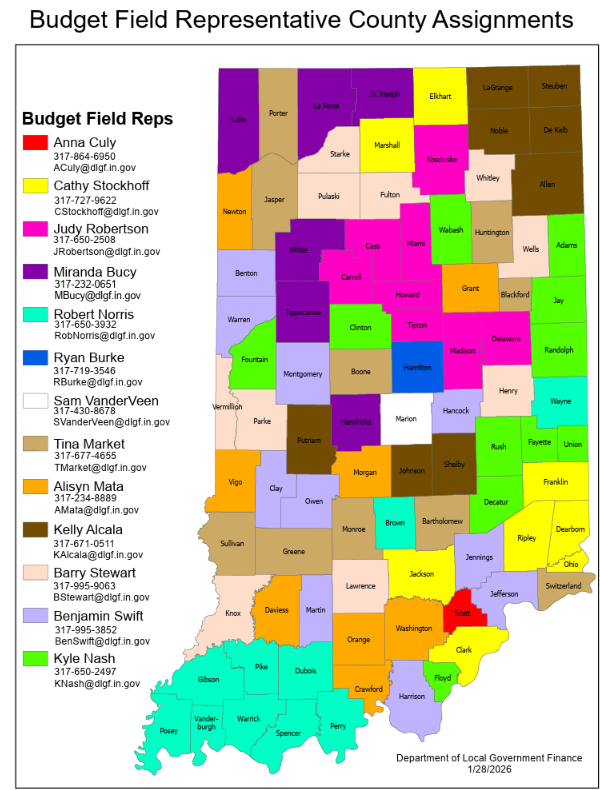 Budget Field Representative County Assignments
Budget Field Reps
Anna Culy
317-864-6950
ACuly@dlgf.in.gov
Cathy Stockhoff
317-727-9622
CStockhoff@dlgf.in.gov
Judy Robertson
317-650-2508
JRobertson@dlgf.in.gov
Miranda Bucy
317-232-0651
MBucy@dlgf.in.gov
Robert Norris
317-650-3932
RobNorris@dlgf.in.gov
Ryan Burke
317-719-3546
RBurke@dlgf.in.gov
Sam VanderVeen
317-430-8678
SVanderVeen@dlgf.in.gov
Tina Market
317-677-4655
TMarket@dlgf.in.gov
Alisyn Mata
317-234-8889
AMata@dlgf.in.gov
Kelly Alcala
317-671-0511
KAlcala@dlgf.in.gov
Barry Stewart
317-995-9063
BStewart@dlgf.in.gov
Benjamin Swift
317-995-3852
BenSwift@dlgf.in.gov
Kyle Nash
317-650-2497
KNash@dlgf.in.gov
Lake
Porter
La Porte
St Joseph
Elkhart
LaGrange
Steuben
Noble
De Kalb
Starke
Marshall
Kosciusko
Whitley
Allen
Newton
Jasper
Pulaski
Fulton
Wabash
Huntington
Wells
Adams
White
Cass
Miami
Benton
Carroll
Howard
Grant
Blackford
Jay
Warren
Tippecanoe
Clinton
Tipton
Madison
Delaware
Randolph
Fountain
Montgomery
Boone
Hamilton
Henry
Wayne
Vermillion
Parke
Putnam
Hendricks
Marion
Hancock
Rush
Fayette
Union
Vigo
Clay
Owen
Morgan
Johnson
Shelby
Decatur
Franklin
Sullivan
Greene
Monroe
Brown
Bartholomew
Jennings
Ripley
Dearborn
Ohio
Switzerland
Knox
Daviess
Martin
Lawrence
Jackson
Scott
Jefferson
Orange
Washington
Clark
Gibson
Pike
Dubois
Crawford
Harrison
Floyd
Posey
Vander-
burgh
Warrick
Spencer
Perry
Department of Local Government Finance
1/28/2026